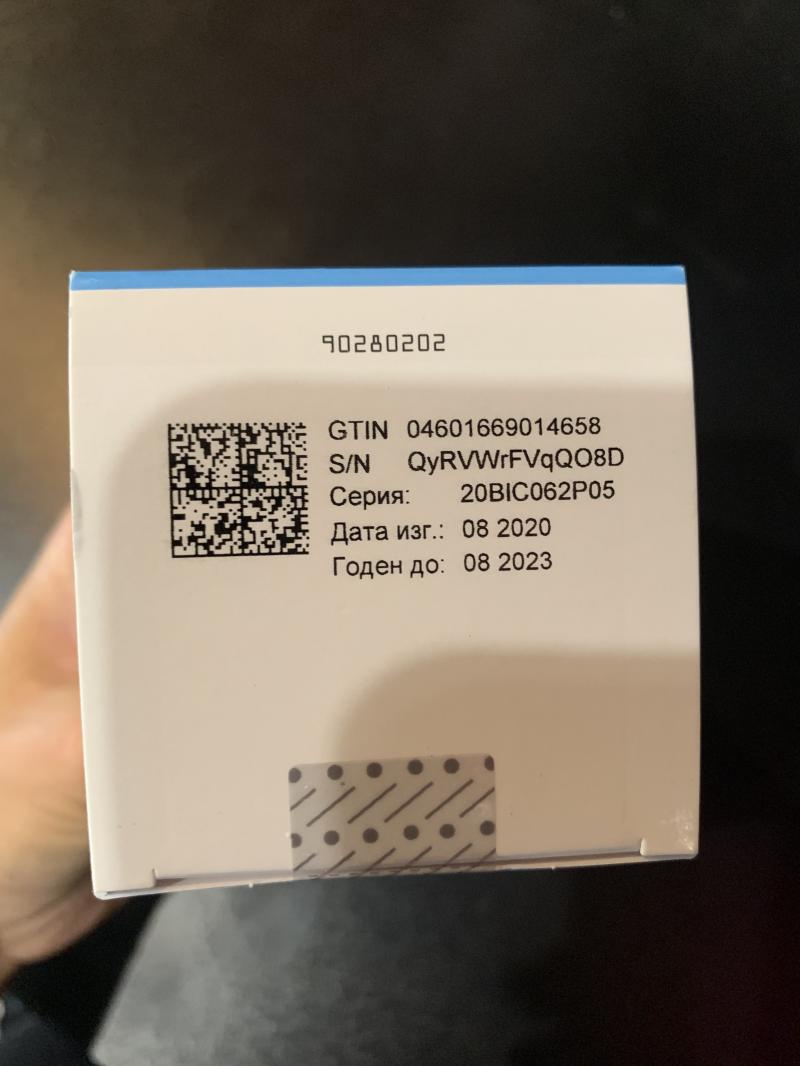 90280202
GTIN 04601669014658
S/N QyRVWrFVqQO8D
Серия: 20BIC062P05
Дата изг.: 08 2020
Годен до: 08 2023